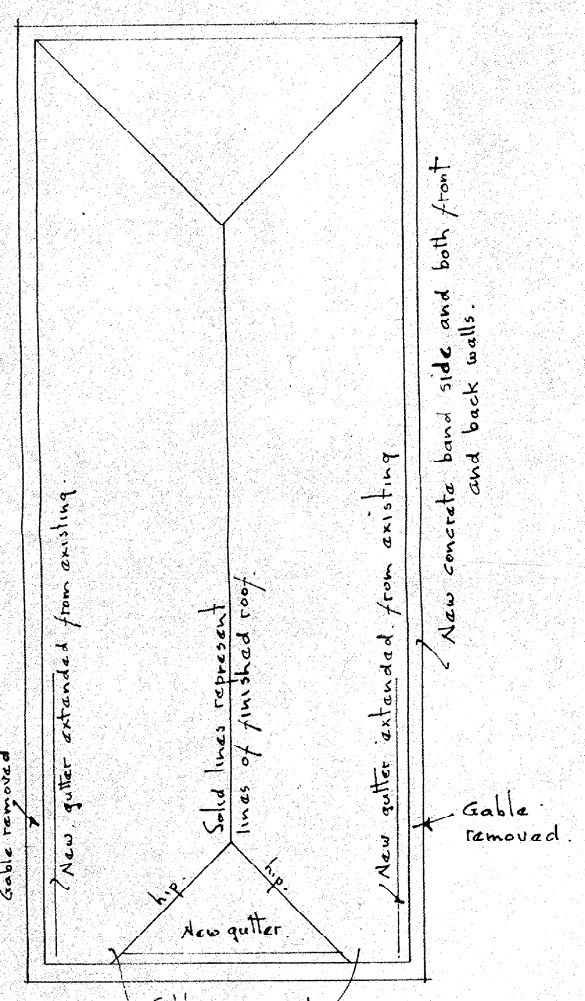 New concrete band side and both front
and back walls.
New gutter extended from existing.
Solid lines represent
lines of finished roof
New gutter extended from existing
Gable removed
Gable
removed.
hip.
hip.
New gutter